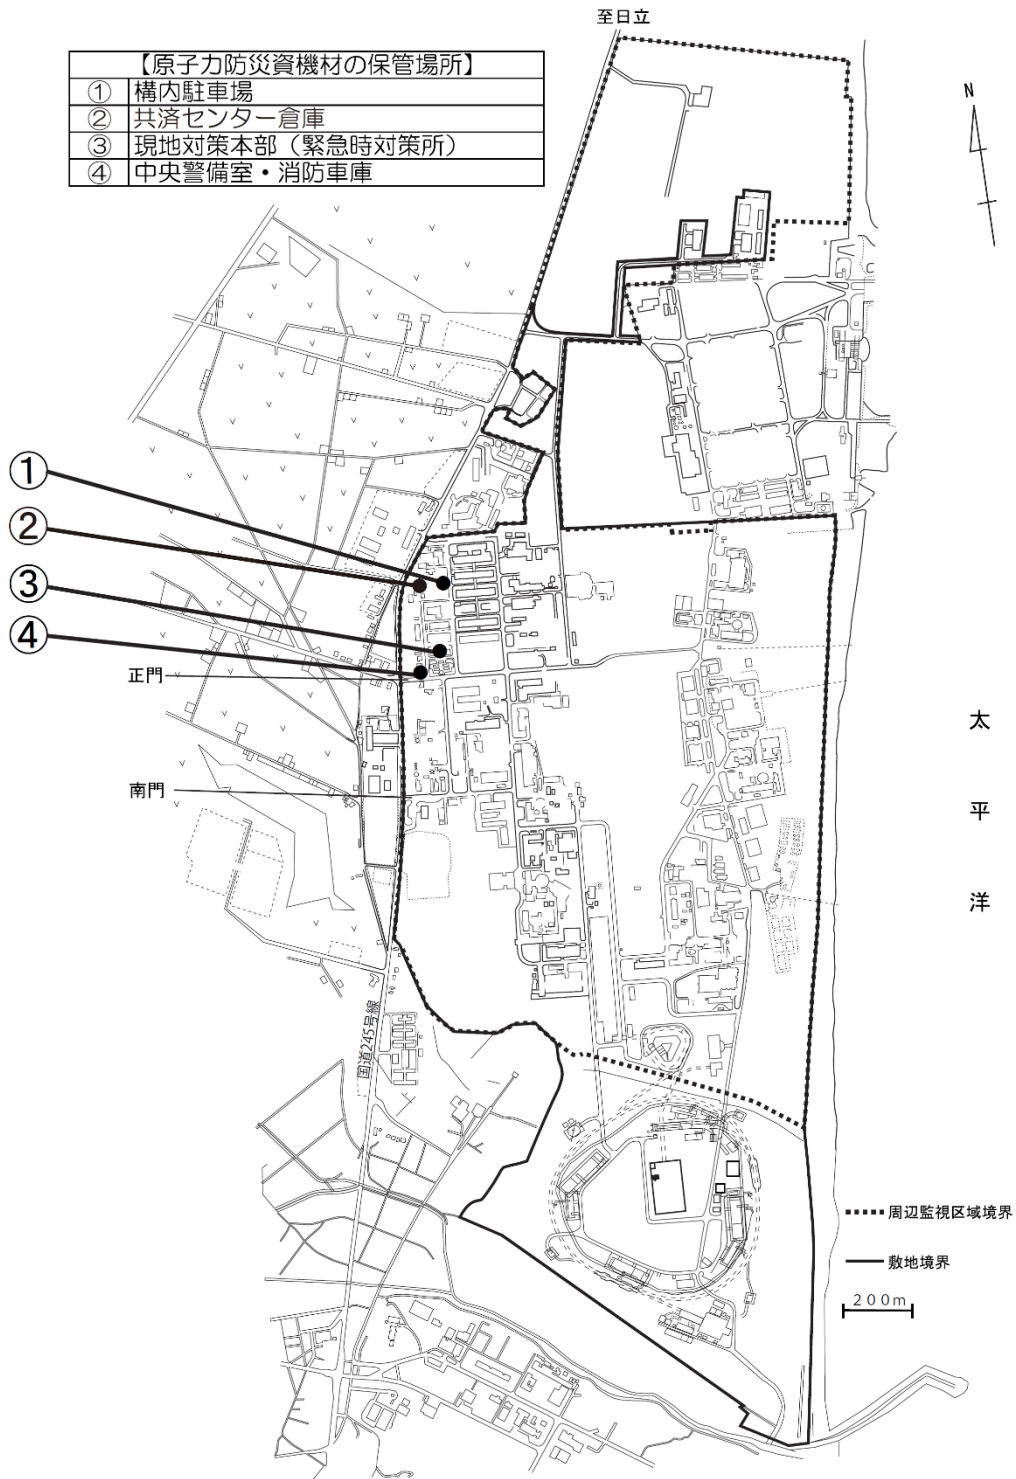 至日立
【原子力防災資機材の保管場所】
① 構内駐車場
② 共済センター倉庫
③ 現地対策本部（緊急時対策所）
④ 中央警備室・消防車庫
N
①
②
③
④
正門
南門
太平洋
国道245号線
周辺監視区域境界
敷地境界
200m